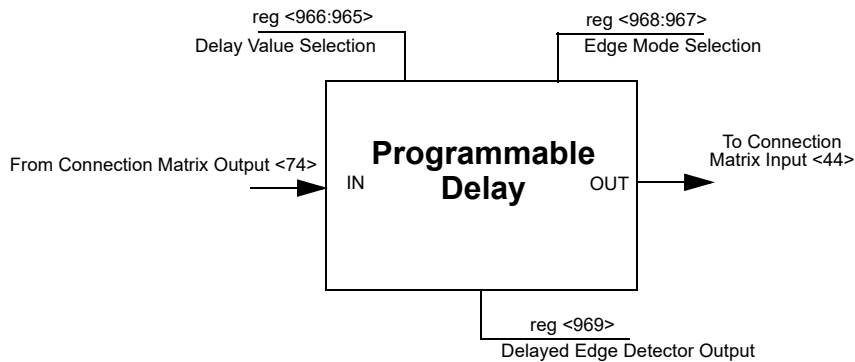 reg <966:965>
Delay Value Selection
reg <968:967>
Edge Mode Selection
From Connection Matrix Output <74>
IN
Programmable
Delay
OUT
To Connection
Matrix Input <44>
reg <969>
Delayed Edge Detector Output